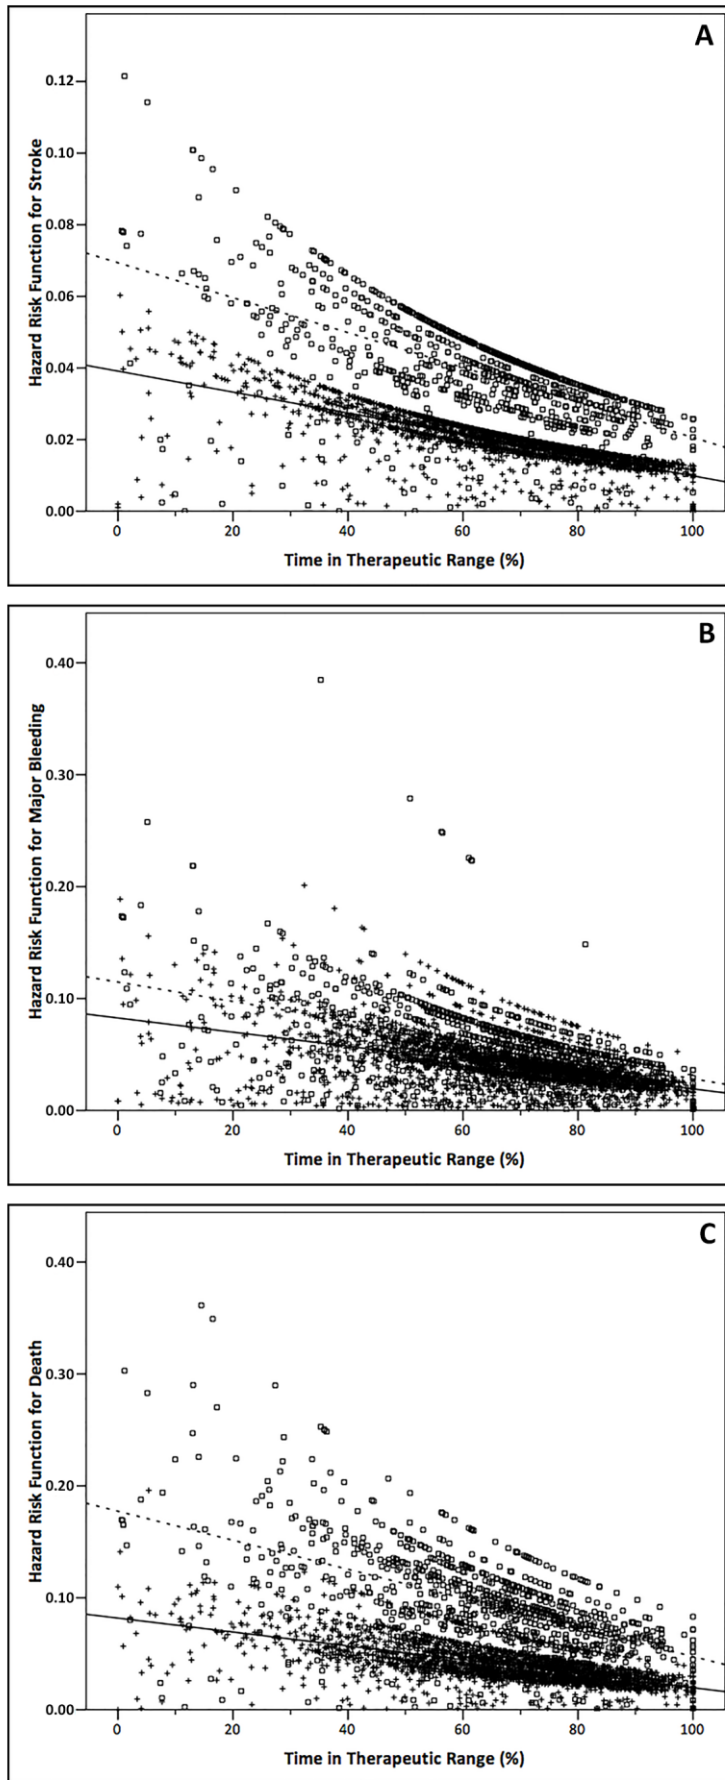 A
Hazard Risk Function for Stroke
0.12
0.10
0.08
0.06
0.04
0.02
0.00
0 20 40 60 80 100
Time in Therapeutic Range (%)
B
Hazard Risk Function for Major Bleeding
0.40
0.30
0.20
0.10
0.00
0 20 40 60 80 100
Time in Therapeutic Range (%)
C
Hazard Risk Function for Death
0.40
0.30
0.20
0.10
0.00
0 20 40 60 80 100
Time in Therapeutic Range (%)